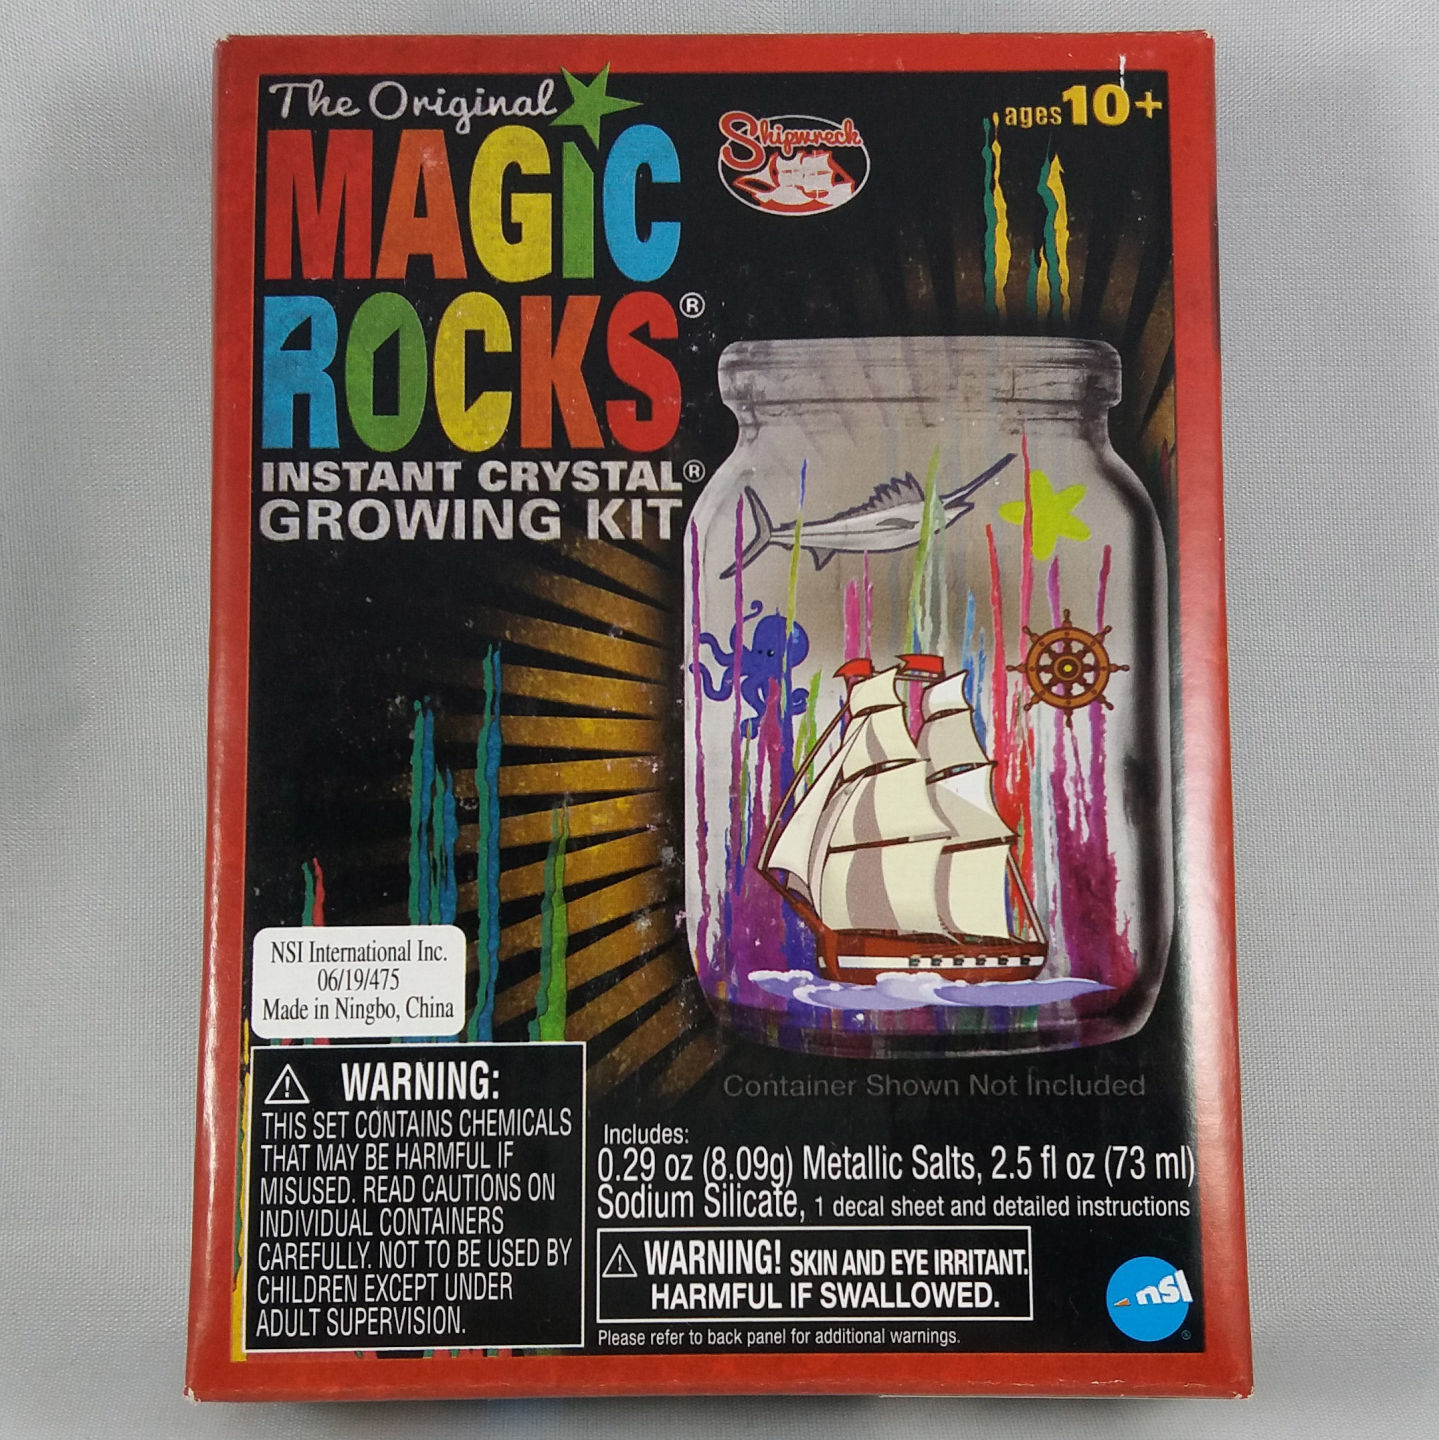 The Original
MAGIC
ROCKS®
INSTANT CRYSTAL®
GROWING KIT
Shipwreck
ages 10+
NSI International Inc.
06/19/475
Made in Ningbo, China
⚠ WARNING:
THIS SET CONTAINS CHEMICALS
THAT MAY BE HARMFUL IF
MISUSED. READ CAUTIONS ON
INDIVIDUAL CONTAINERS
CAREFULLY. NOT TO BE USED BY
CHILDREN EXCEPT UNDER
ADULT SUPERVISION.
Container Shown Not Included
Includes:
0.29 oz (8.09g) Metallic Salts, 2.5 fl oz (73 ml)
Sodium Silicate, 1 decal sheet and detailed instructions
⚠ WARNING! SKIN AND EYE IRRITANT.
HARMFUL IF SWALLOWED.
Please refer to back panel for additional warnings.
nsi®